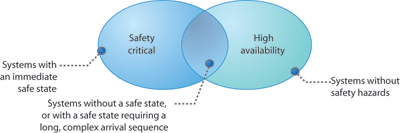 Safety
critical
High
availability
Systems with
an immediate
safe state
Systems without a safe state,
or with a safe state requiring a
long, complex arrival sequence
Systems without
safety hazards